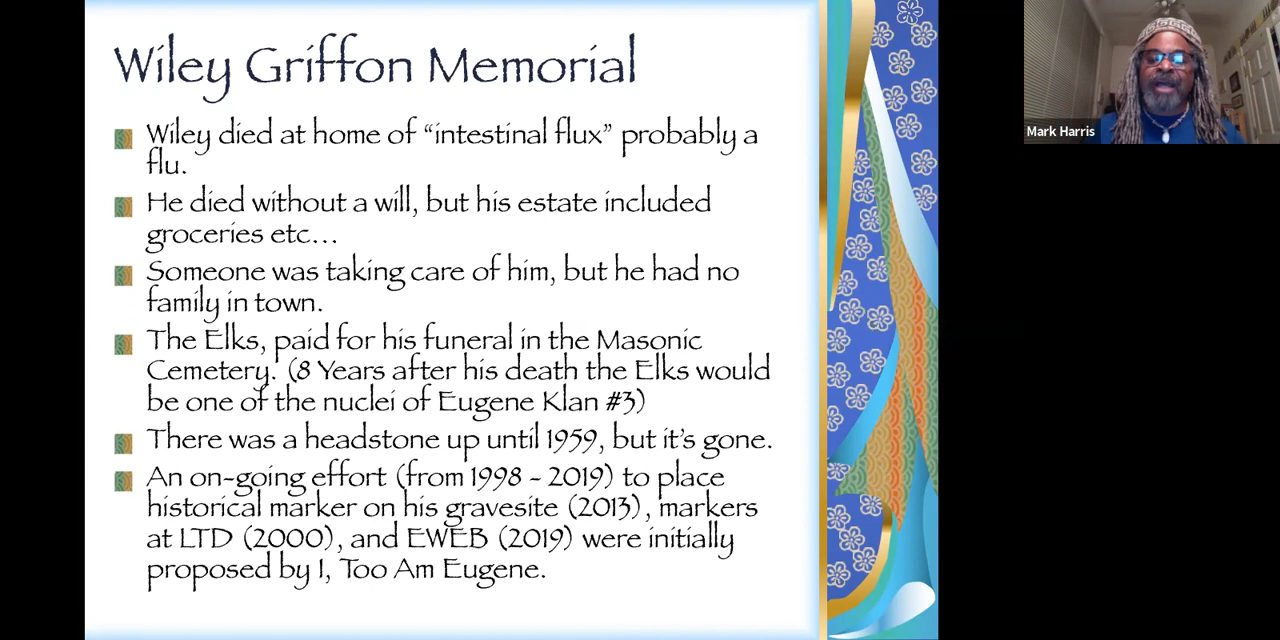 Wiley Griffon Memorial
Wiley died at home of “intestinal flux” probably a
flu.
He died without a will, but his estate included
groceries etc…
Someone was taking care of him, but he had no
family in town.
The Elks, paid for his funeral in the Masonic
Cemetery. (8 Years after his death the Elks would
be one of the nuclei of Eugene Klan #3)
There was a headstone up until 1959, but it’s gone.
An on-going effort (from 1998 - 2019) to place
historical marker on his gravesite (2013), markers
at LTD (2000), and EWEB (2019) were initially
proposed by I, Too Am Eugene.
Mark Harris